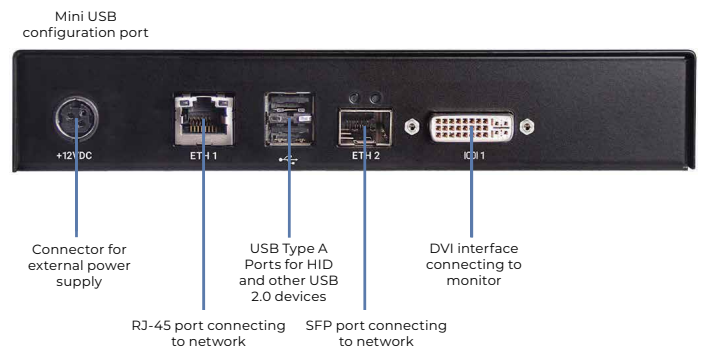 Mini USB
configuration port
+12VDC
ETH 1
ETH 2
Connector for
external power
supply
USB Type A
Ports for HID
and other USB
2.0 devices
DVI interface
connecting to
monitor
RJ-45 port connecting
to network
SFP port connecting
to network